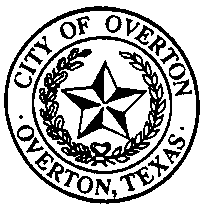 CITY OF OVERTON
· OVERTON, TEXAS ·